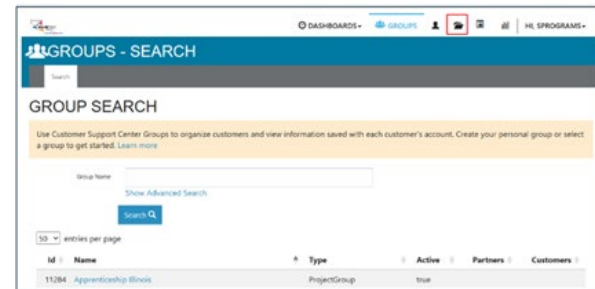 DASHBOARDS GROUPS HI, SPROGRAMS
GROUPS - SEARCH
Search
GROUP SEARCH
Use Customer Support Center Groups to organize customers and view information saved with each customer's account. Create your personal group or select
a group to get started. Learn more
Group Name
Show Advanced Search
Search
50 entries per page
Id Name Type Active Partners Customers
11284 Apprenticeship Illinois ProjectGroup true